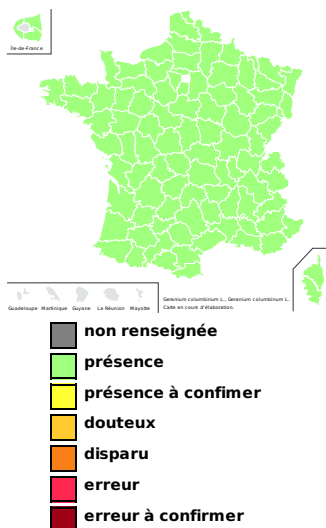 Île-de-France
Guadeloupe Martinique Guyane La Réunion Mayotte
Geranium columbinum L., Geranium columbinum L.
Carte en cours d'élaboration.
non renseignée
présence
présence à confimer
douteux
disparu
erreur
erreur à confirmer